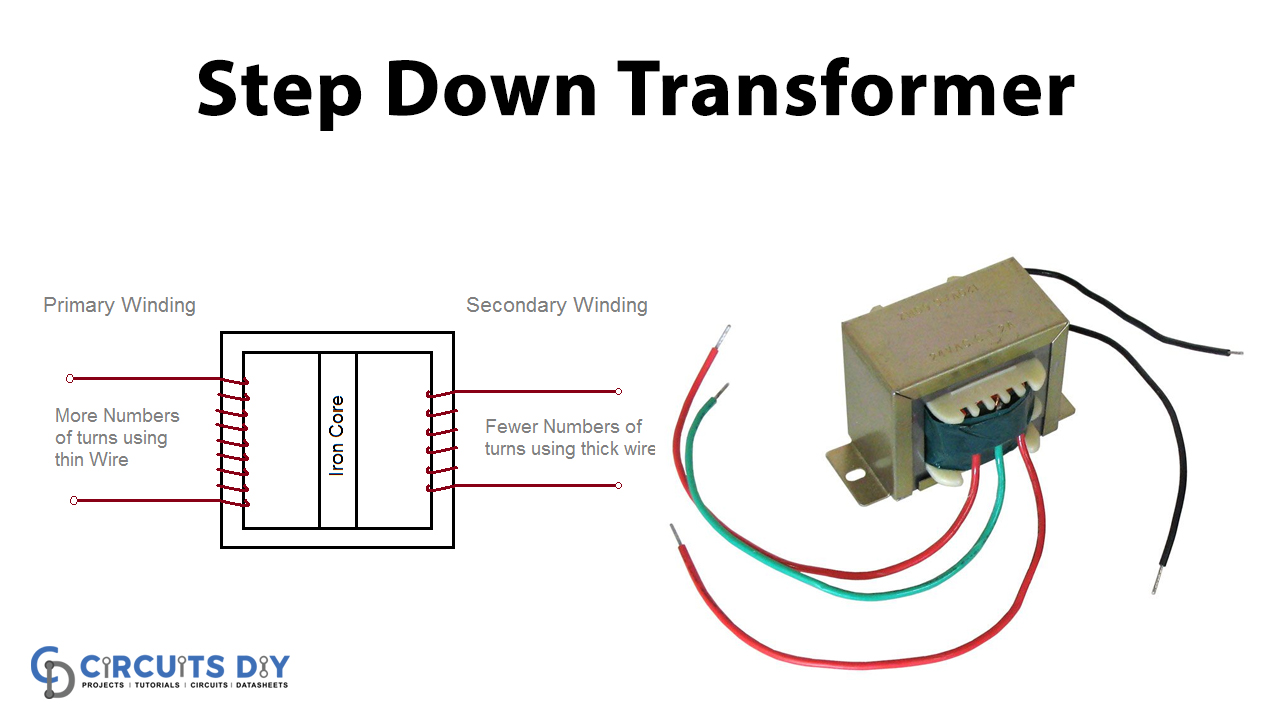 Step Down Transformer
Primary Winding
Secondary Winding
More Numbers
of turns using
thin Wire
Iron Core
Fewer Numbers of
turns using thick wire
CD CiRCUiTS DiY
PROJECTS | TUTORIALS | CIRCUITS | DATASHEETS